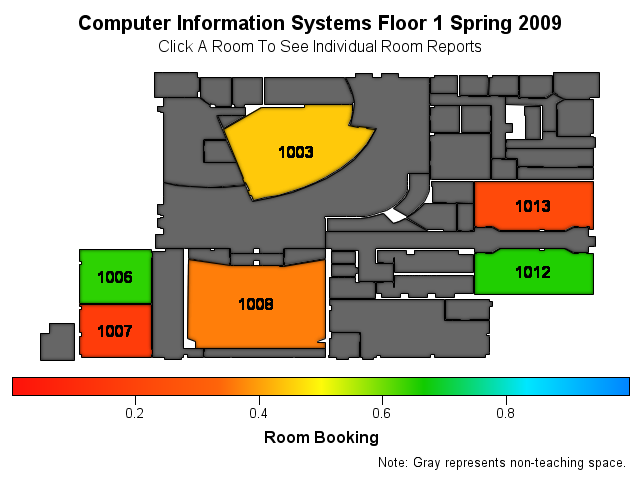 Computer Information Systems Floor 1 Spring 2009
Click A Room To See Individual Room Reports
1003
1013
1006
1012
1008
1007
0.2 0.4 0.6 0.8
Room Booking
Note: Gray represents non-teaching space.